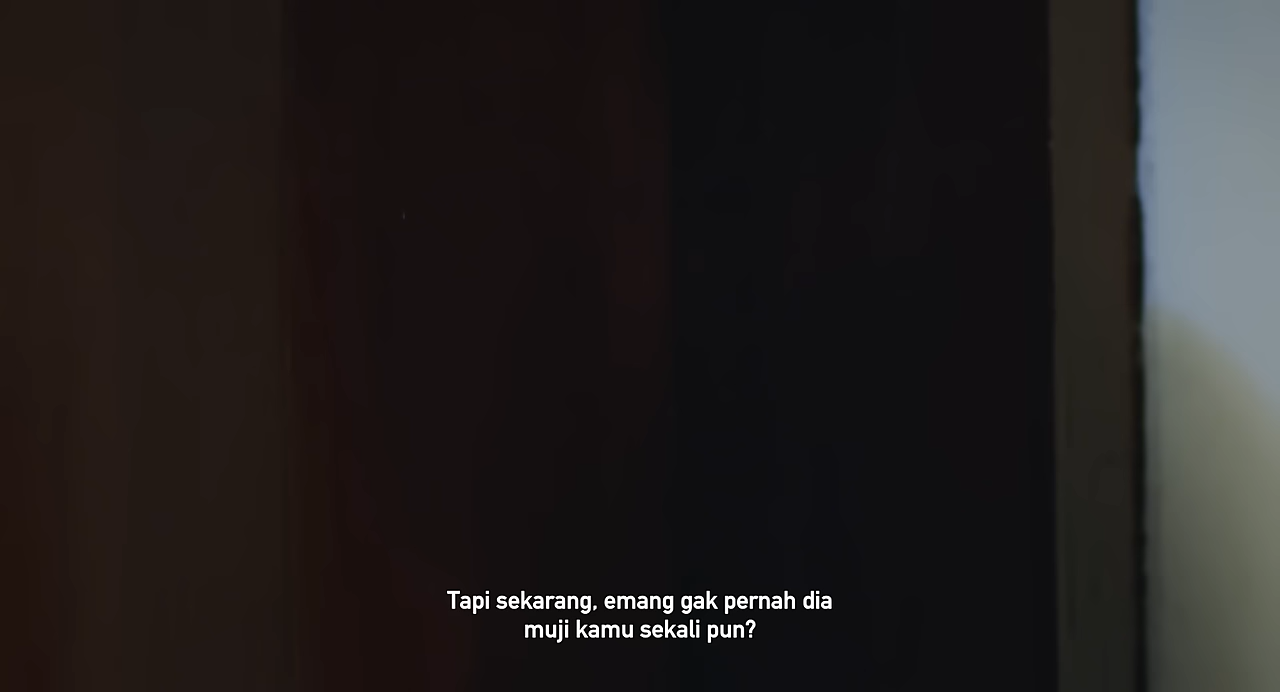 Tapi sekarang, emang gak pernah dia
muji kamu sekali pun?